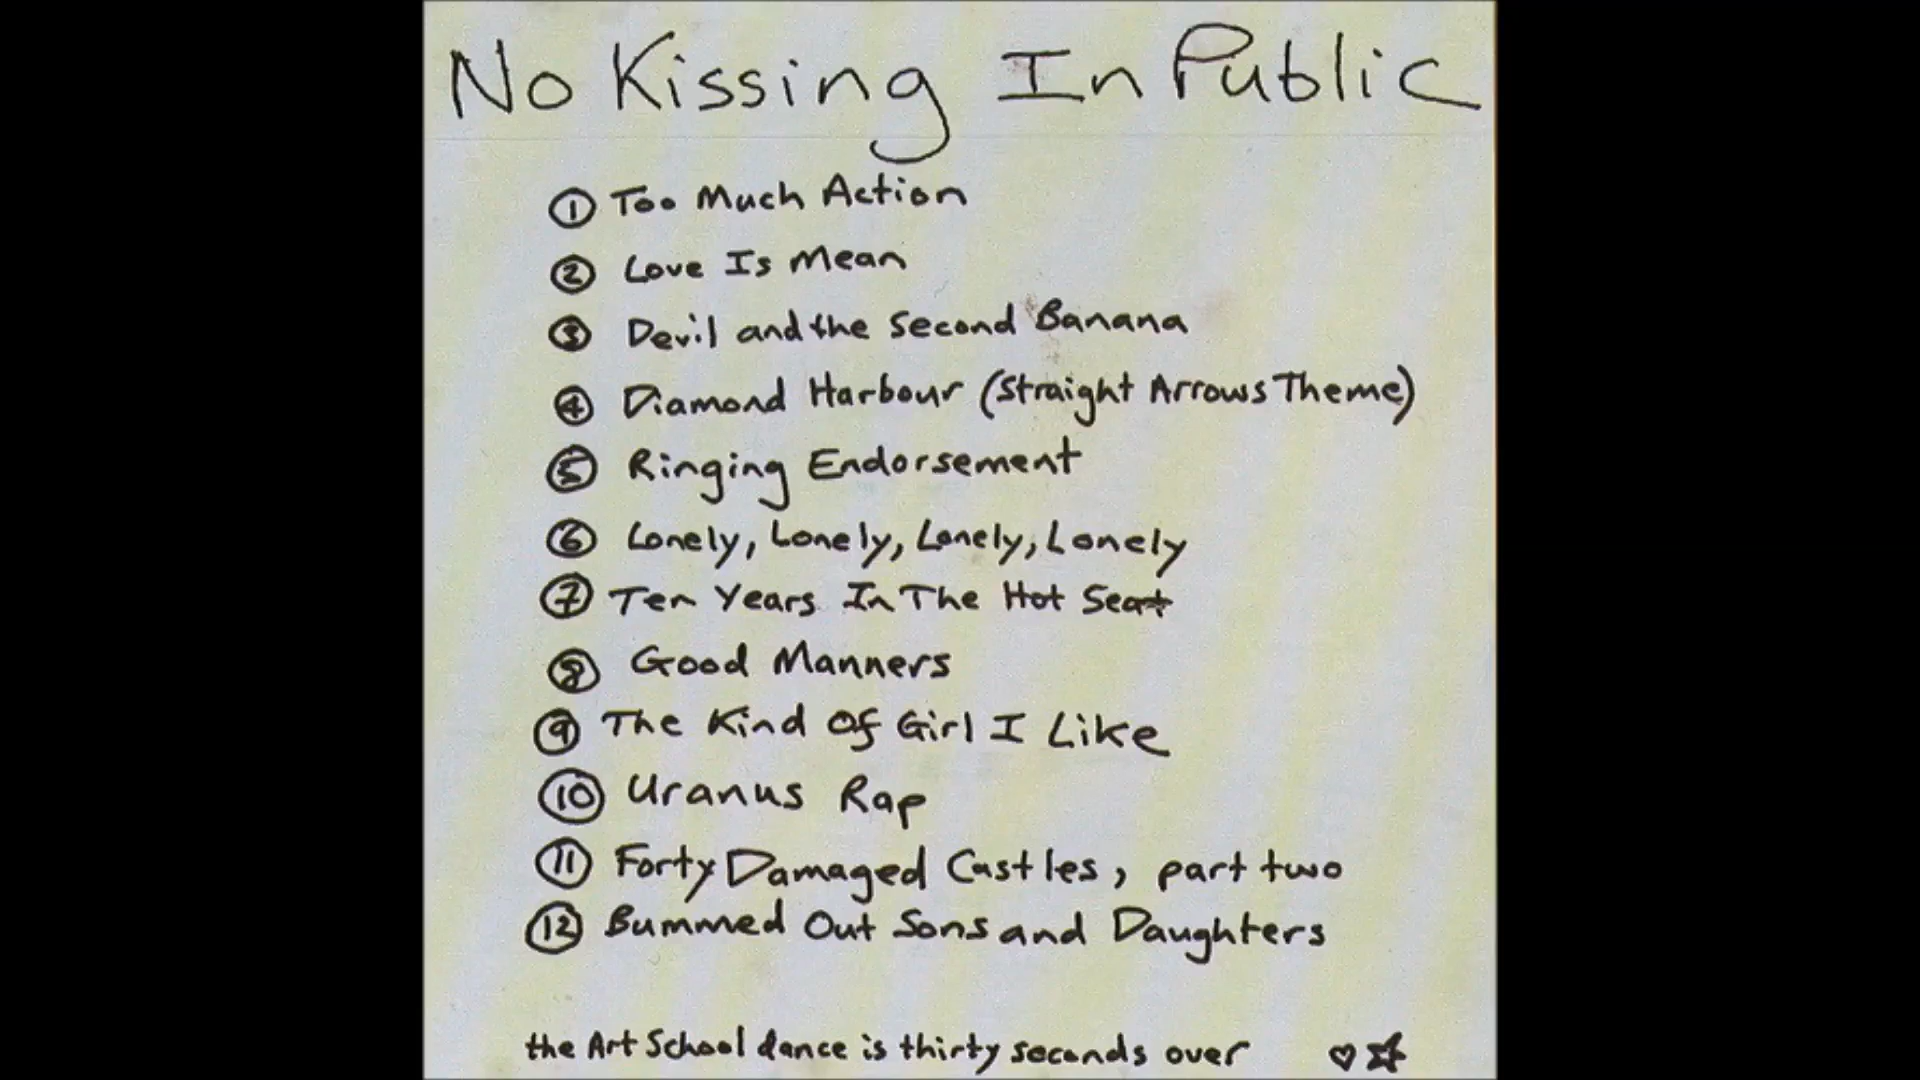 No Kissing In Public
1 Too Much Action
2 Love Is Mean
3 Devil and the Second Banana
4 Diamond Harbour (Straight Arrows Theme)
5 Ringing Endorsement
6 Lonely, Lonely, Lonely, Lonely
7 Ten Years In The Hot Seat
8 Good Manners
9 The Kind Of Girl I Like
10 Uranus Rap
11 Forty Damaged Castles, part two
12 Bummed Out Sons and Daughters
the Art School dance is thirty seconds over ♡☆